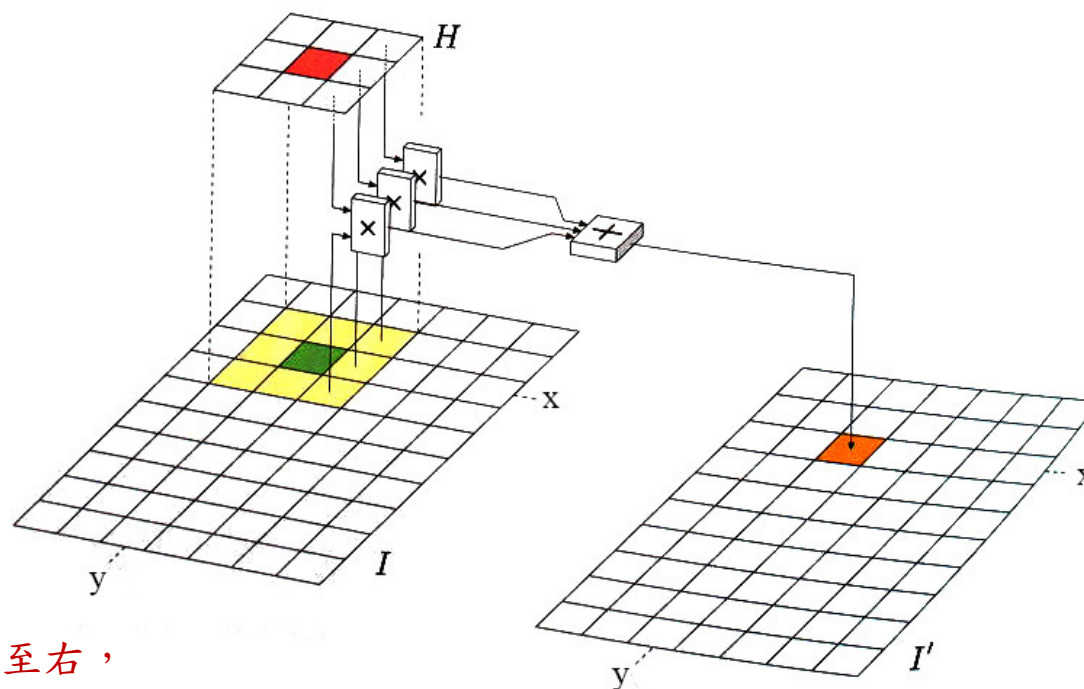 H
×
×
×
+
x
x
I
y
I'
y
至右，